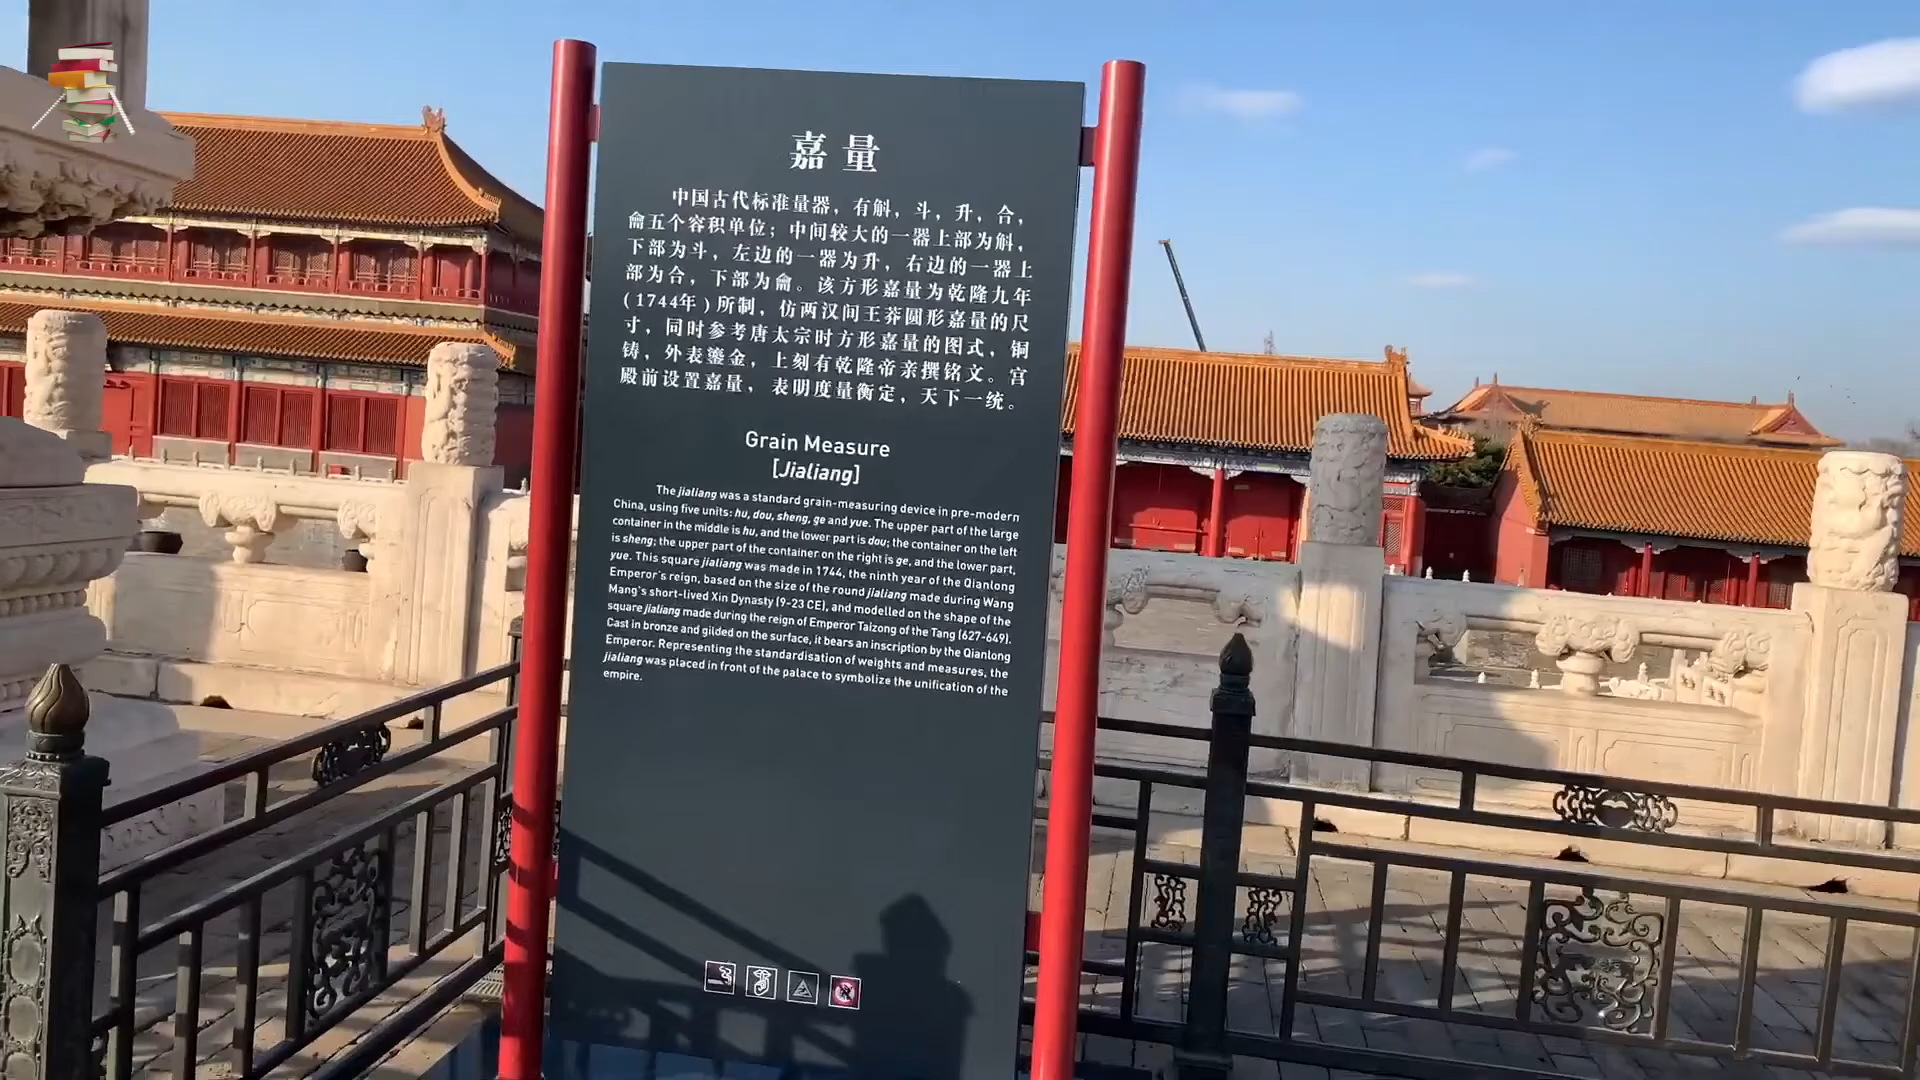 嘉量
中国古代标准量器，有斛，斗，升，合，
龠五个容积单位；中间较大的一器上部为斛，
下部为斗，左边的一器为升，右边的一器上
部为合，下部为龠。该方形嘉量为乾隆九年
(1744年)所制，仿两汉间王莽圆形嘉量的尺
寸，同时参考唐太宗时方形嘉量的图式，铜
铸，外表鎏金，上刻有乾隆帝亲撰铭文。宫
殿前设置嘉量，表明度量衡定，天下一统。
Grain Measure
[Jialiang]
The jialiang was a standard grain-measuring device in pre-modern
China, using five units: hu, dou, sheng, ge and yue. The upper part of the large
container in the middle is hu, and the lower part is dou; the container on the left
is sheng; the upper part of the container on the right is ge, and the lower part,
yue. This square jialiang was made in 1744, the ninth year of the Qianlong
Emperor's reign, based on the size of the round jialiang made during Wang
Mang's short-lived Xin Dynasty (9-23 CE), and modelled on the shape of the
square jialiang made during the reign of Emperor Taizong of the Tang (627-649).
Cast in bronze and gilded on the surface, it bears an inscription by the Qianlong
Emperor. Representing the standardisation of weights and measures, the
jialiang was placed in front of the palace to symbolize the unification of the
empire.